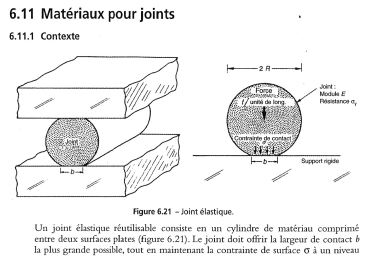 6.11 Matériaux pour joints
6.11.1 Contexte
Joint
b
2 R
Force
f / unité de long.
Joint :
Module E
Résistance σf
Contrainte de contact
σ
b
Support rigide
Figure 6.21 – Joint élastique.
Un joint élastique réutilisable consiste en un cylindre de matériau comprimé
entre deux surfaces plates (figure 6.21). Le joint doit offrir la largeur de contact b
la plus grande possible, tout en maintenant la contrainte de surface σ à un niveau